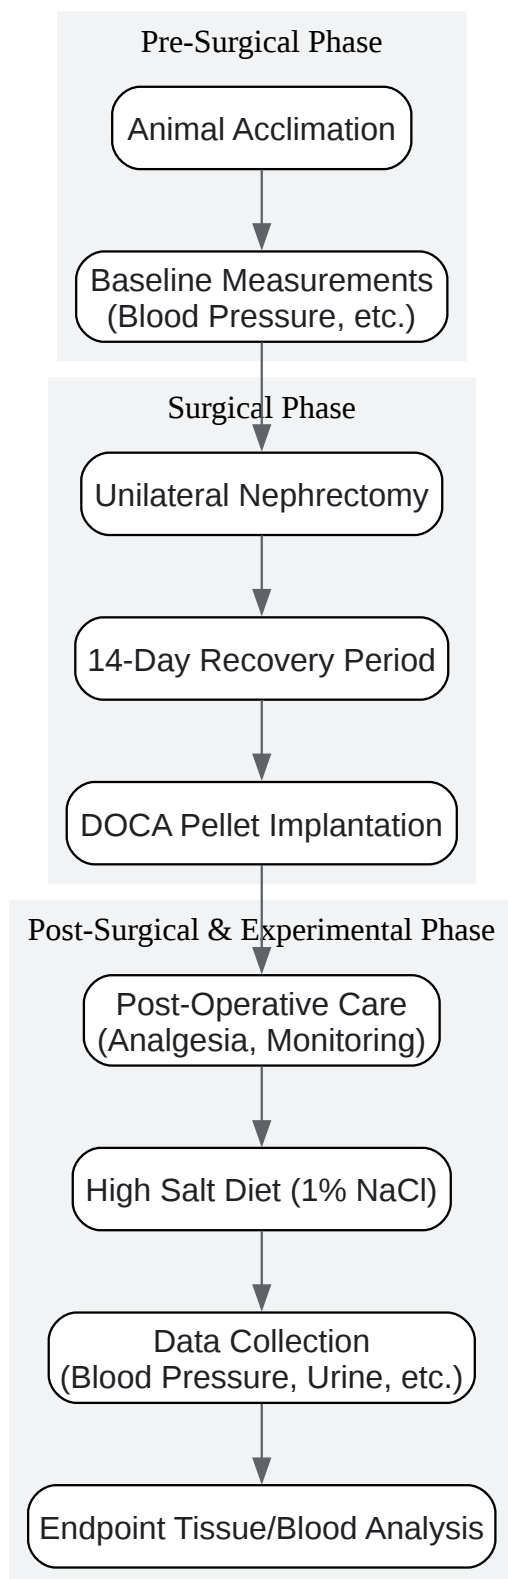 Pre-Surgical Phase
Animal Acclimation
Baseline Measurements
(Blood Pressure, etc.)
Surgical Phase
Unilateral Nephrectomy
14-Day Recovery Period
DOCA Pellet Implantation
Post-Surgical & Experimental Phase
Post-Operative Care
(Analgesia, Monitoring)
High Salt Diet (1% NaCl)
Data Collection
(Blood Pressure, Urine, etc.)
Endpoint Tissue/Blood Analysis